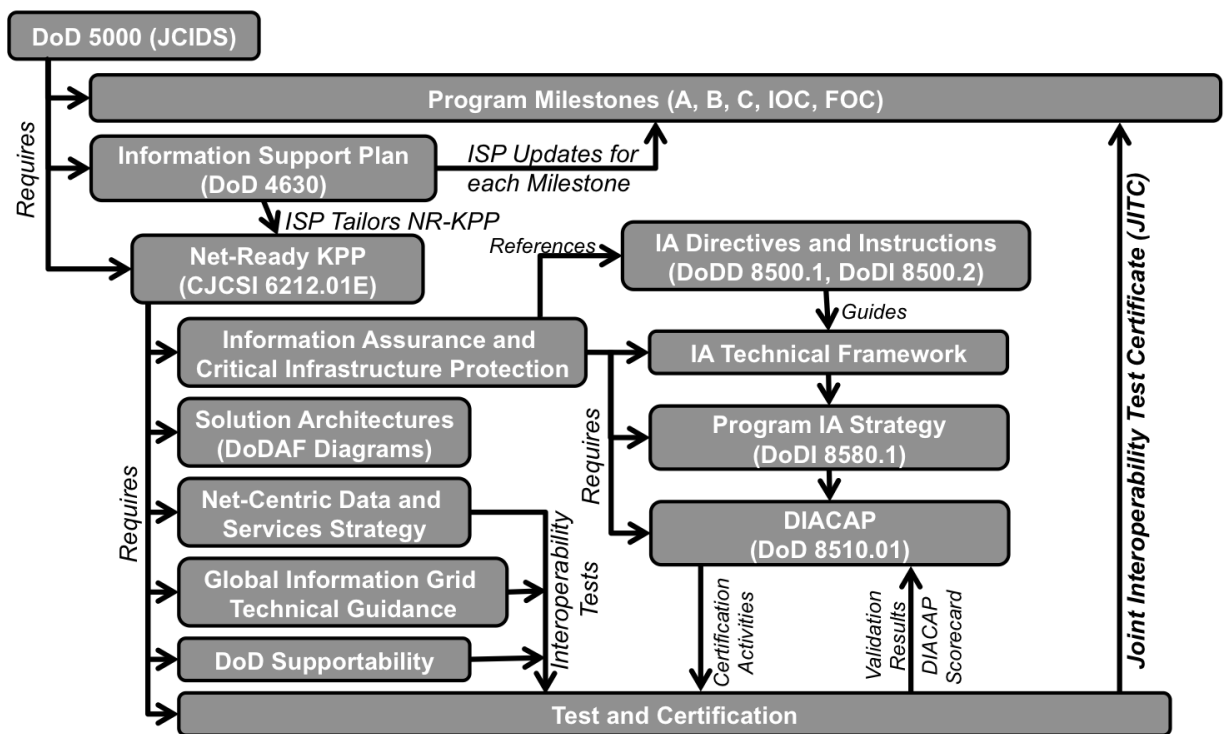 DoD 5000 (JCIDS)
Program Milestones (A, B, C, IOC, FOC)
Requires
Information Support Plan
(DoD 4630)
ISP Updates for
each Milestone
ISP Tailors NR-KPP
Net-Ready KPP
(CJCSI 6212.01E)
References
IA Directives and Instructions
(DoDD 8500.1, DoDI 8500.2)
Guides
Information Assurance and
Critical Infrastructure Protection
IA Technical Framework
Solution Architectures
(DoDAF Diagrams)
Program IA Strategy
(DoDI 8580.1)
Requires
Requires
Net-Centric Data and
Services Strategy
DIACAP
(DoD 8510.01)
Global Information Grid
Technical Guidance
Interoperability
Tests
DoD Supportability
Certification
Activities
Validation
Results
DIACAP
Scorecard
Joint Interoperability Test Certificate (JITC)
Test and Certification